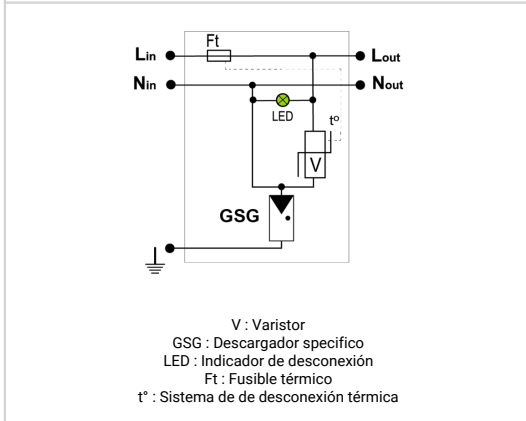 Ft
Lin
Lout
Nin
Nout
LED
t°
V
GSG
V : Varistor
GSG : Descargador specifico
LED : Indicador de desconexión
Ft : Fusible térmico
t° : Sistema de de desconexión térmica